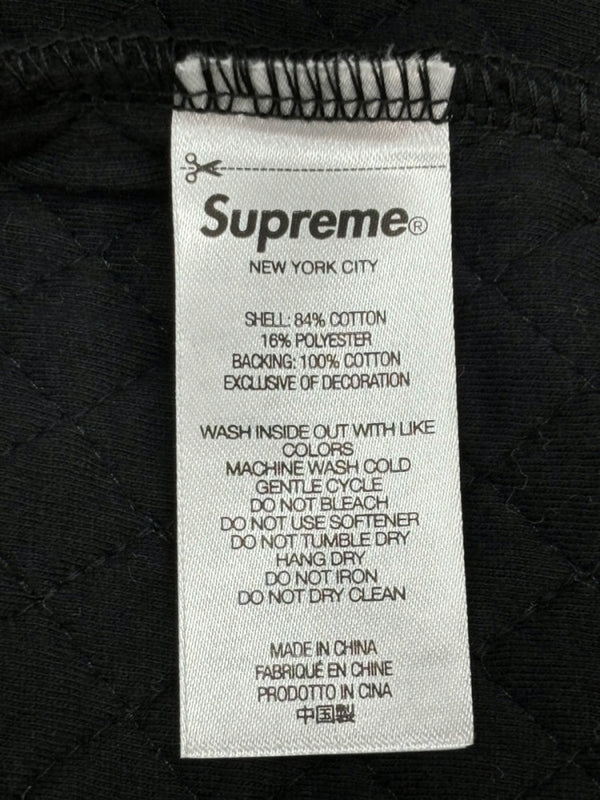 Supreme®
NEW YORK CITY
SHELL: 84% COTTON
16% POLYESTER
BACKING: 100% COTTON
EXCLUSIVE OF DECORATION
WASH INSIDE OUT WITH LIKE
COLORS
MACHINE WASH COLD
GENTLE CYCLE
DO NOT BLEACH
DO NOT USE SOFTENER
DO NOT TUMBLE DRY
HANG DRY
DO NOT IRON
DO NOT DRY CLEAN
MADE IN CHINA
FABRIQUÉ EN CHINE
PRODOTTO IN CINA
中国製